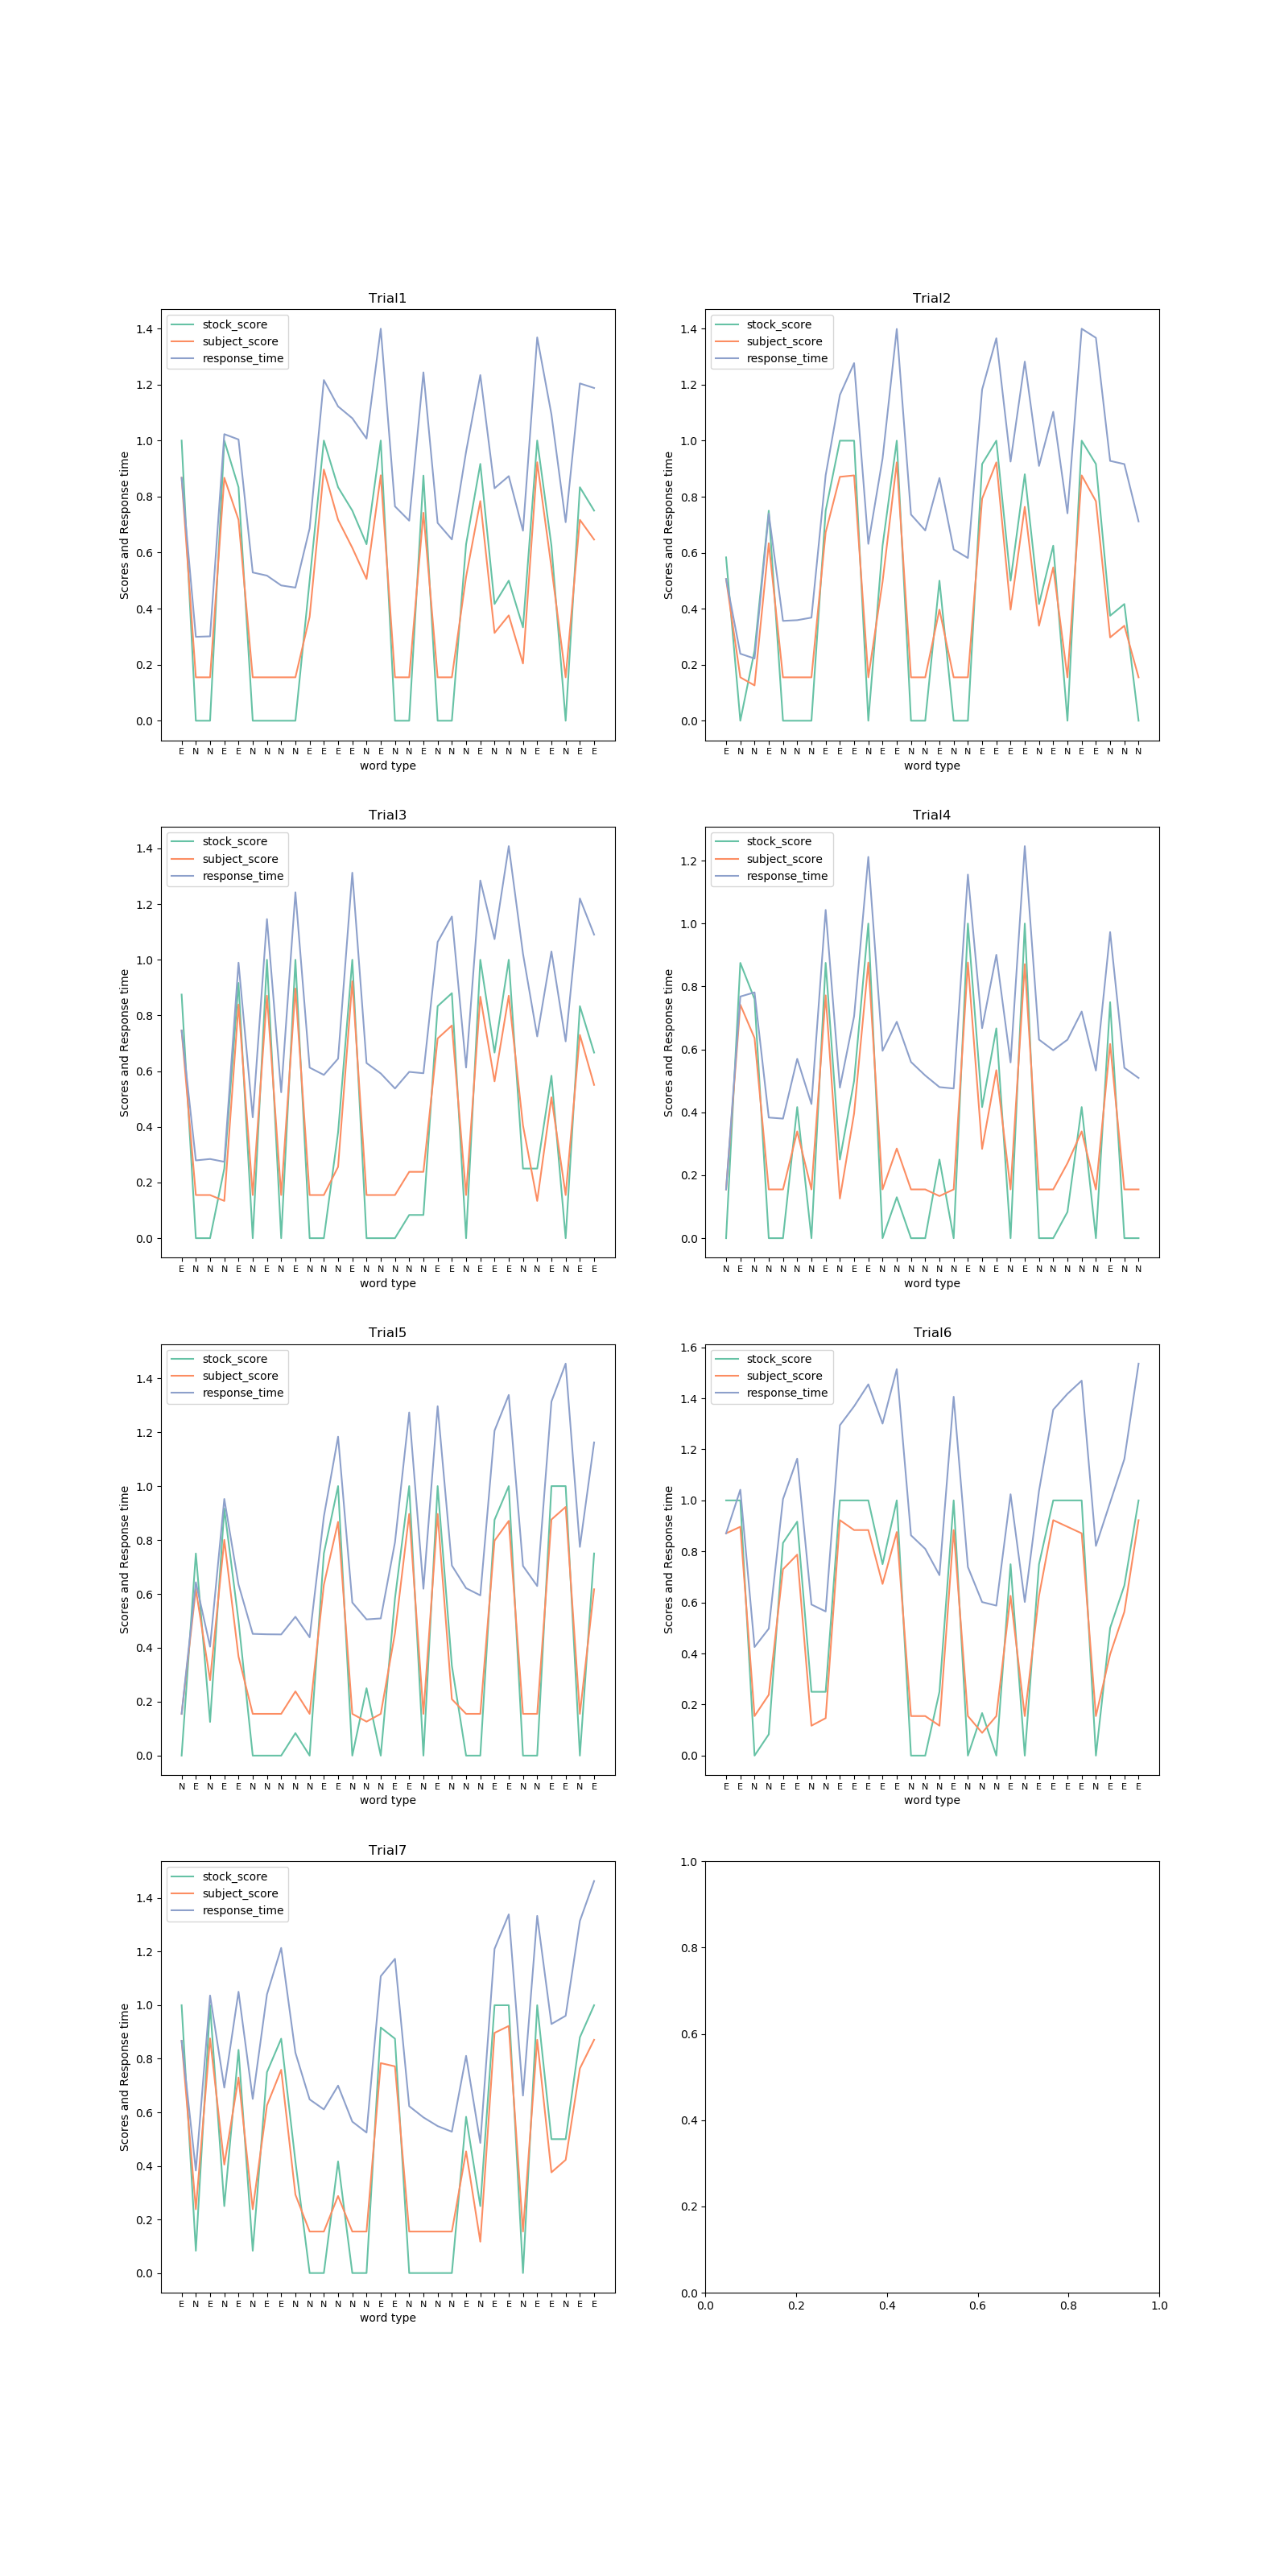 Trial1
stock_score
subject_score
response_time
1.4
1.2
1.0
0.8
0.6
0.4
0.2
0.0
Scores and Response time
E N N E E N N N N E E E E N E N N E N N N E N N N E E N E E
word type
Trial2
stock_score
subject_score
response_time
1.4
1.2
1.0
0.8
0.6
0.4
0.2
0.0
Scores and Response time
E N N E N N N E E E N E E N N E N N E E E E N E N E E N N N
word type
Trial3
stock_score
subject_score
response_time
1.4
1.2
1.0
0.8
0.6
0.4
0.2
0.0
Scores and Response time
E N N N E N E N E N N N E N N N N N E E N E E E N N E N E E
word type
Trial4
stock_score
subject_score
response_time
1.2
1.0
0.8
0.6
0.4
0.2
0.0
Scores and Response time
N E N N N N N E N E E N N N N N N E N E N E N N N N N E N N
word type
Trial5
stock_score
subject_score
response_time
1.4
1.2
1.0
0.8
0.6
0.4
0.2
0.0
Scores and Response time
N E N E E N N N N N E E N N N E E N E N N N E E N N E E N E
word type
Trial6
stock_score
subject_score
response_time
1.6
1.4
1.2
1.0
0.8
0.6
0.4
0.2
0.0
Scores and Response time
E E N N E E N N E E E E E N N N E N N N E N E E E E N E E E
word type
Trial7
stock_score
subject_score
response_time
1.4
1.2
1.0
0.8
0.6
0.4
0.2
0.0
Scores and Response time
E N E N E N E E N N N N N N E E N N N N E N E E N E E N E E
word type
1.0
0.8
0.6
0.4
0.2
0.0
0.0 0.2 0.4 0.6 0.8 1.0